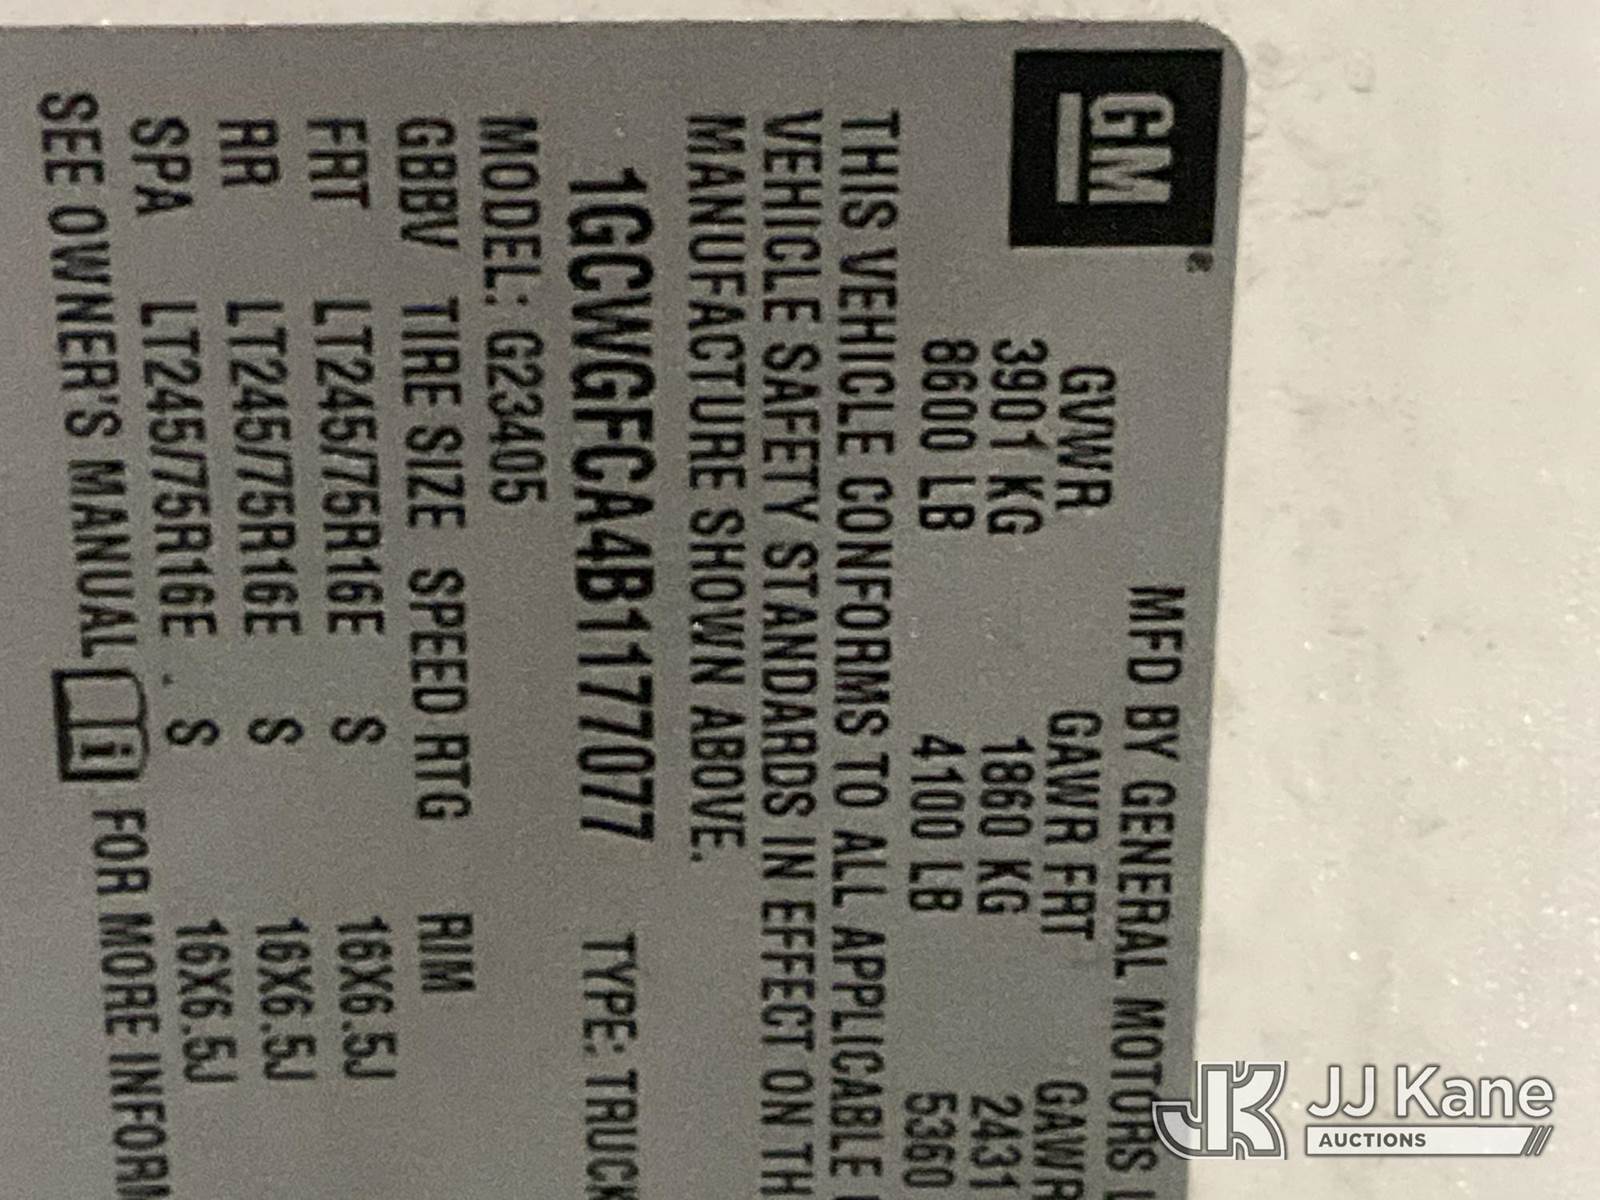 GM®
MFD BY GENERAL MOTORS
GVWR GAWR FRT GAWR
3901 KG 1860 KG 2431
8600 LB 4100 LB 5360
THIS VEHICLE CONFORMS TO ALL APPLICABLE
VEHICLE SAFETY STANDARDS IN EFFECT ON TH
MANUFACTURE SHOWN ABOVE.
1GCWGFCA4B1177077 TYPE: TRUCK
MODEL: G23405
GBBV TIRE SIZE SPEED RTG RIM
FRT LT245/75R16E S 16X6.5J
RR LT245/75R16E S 16X6.5J
SPA LT245/75R16E . S 16X6.5J
SEE OWNER'S MANUAL i FOR MORE INFORM
JK JJ Kane
AUCTIONS